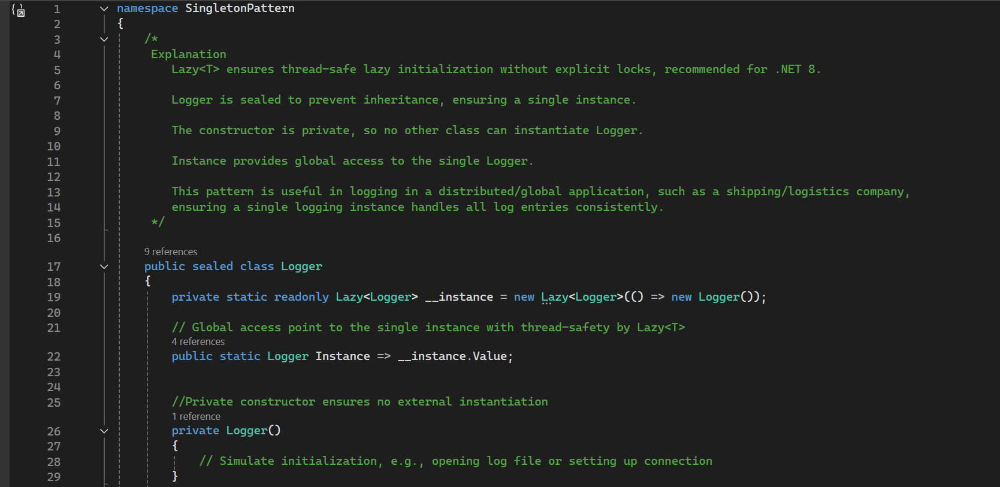 1 namespace SingletonPattern
2 {
3 /*
4 Explanation
5 Lazy<T> ensures thread-safe lazy initialization without explicit locks, recommended for .NET 8.
6
7 Logger is sealed to prevent inheritance, ensuring a single instance.
8
9 The constructor is private, so no other class can instantiate Logger.
10
11 Instance provides global access to the single Logger.
12
13 This pattern is useful in logging in a distributed/global application, such as a shipping/logistics company,
14 ensuring a single logging instance handles all log entries consistently.
15 */
16
9 references
17 public sealed class Logger
18 {
19 private static readonly Lazy<Logger> __instance = new Lazy<Logger>(() => new Logger());
20
21 // Global access point to the single instance with thread-safety by Lazy<T>
4 references
22 public static Logger Instance => __instance.Value;
23
24
25 //Private constructor ensures no external instantiation
1 reference
26 private Logger()
27 {
28 // Simulate initialization, e.g., opening log file or setting up connection
29 }